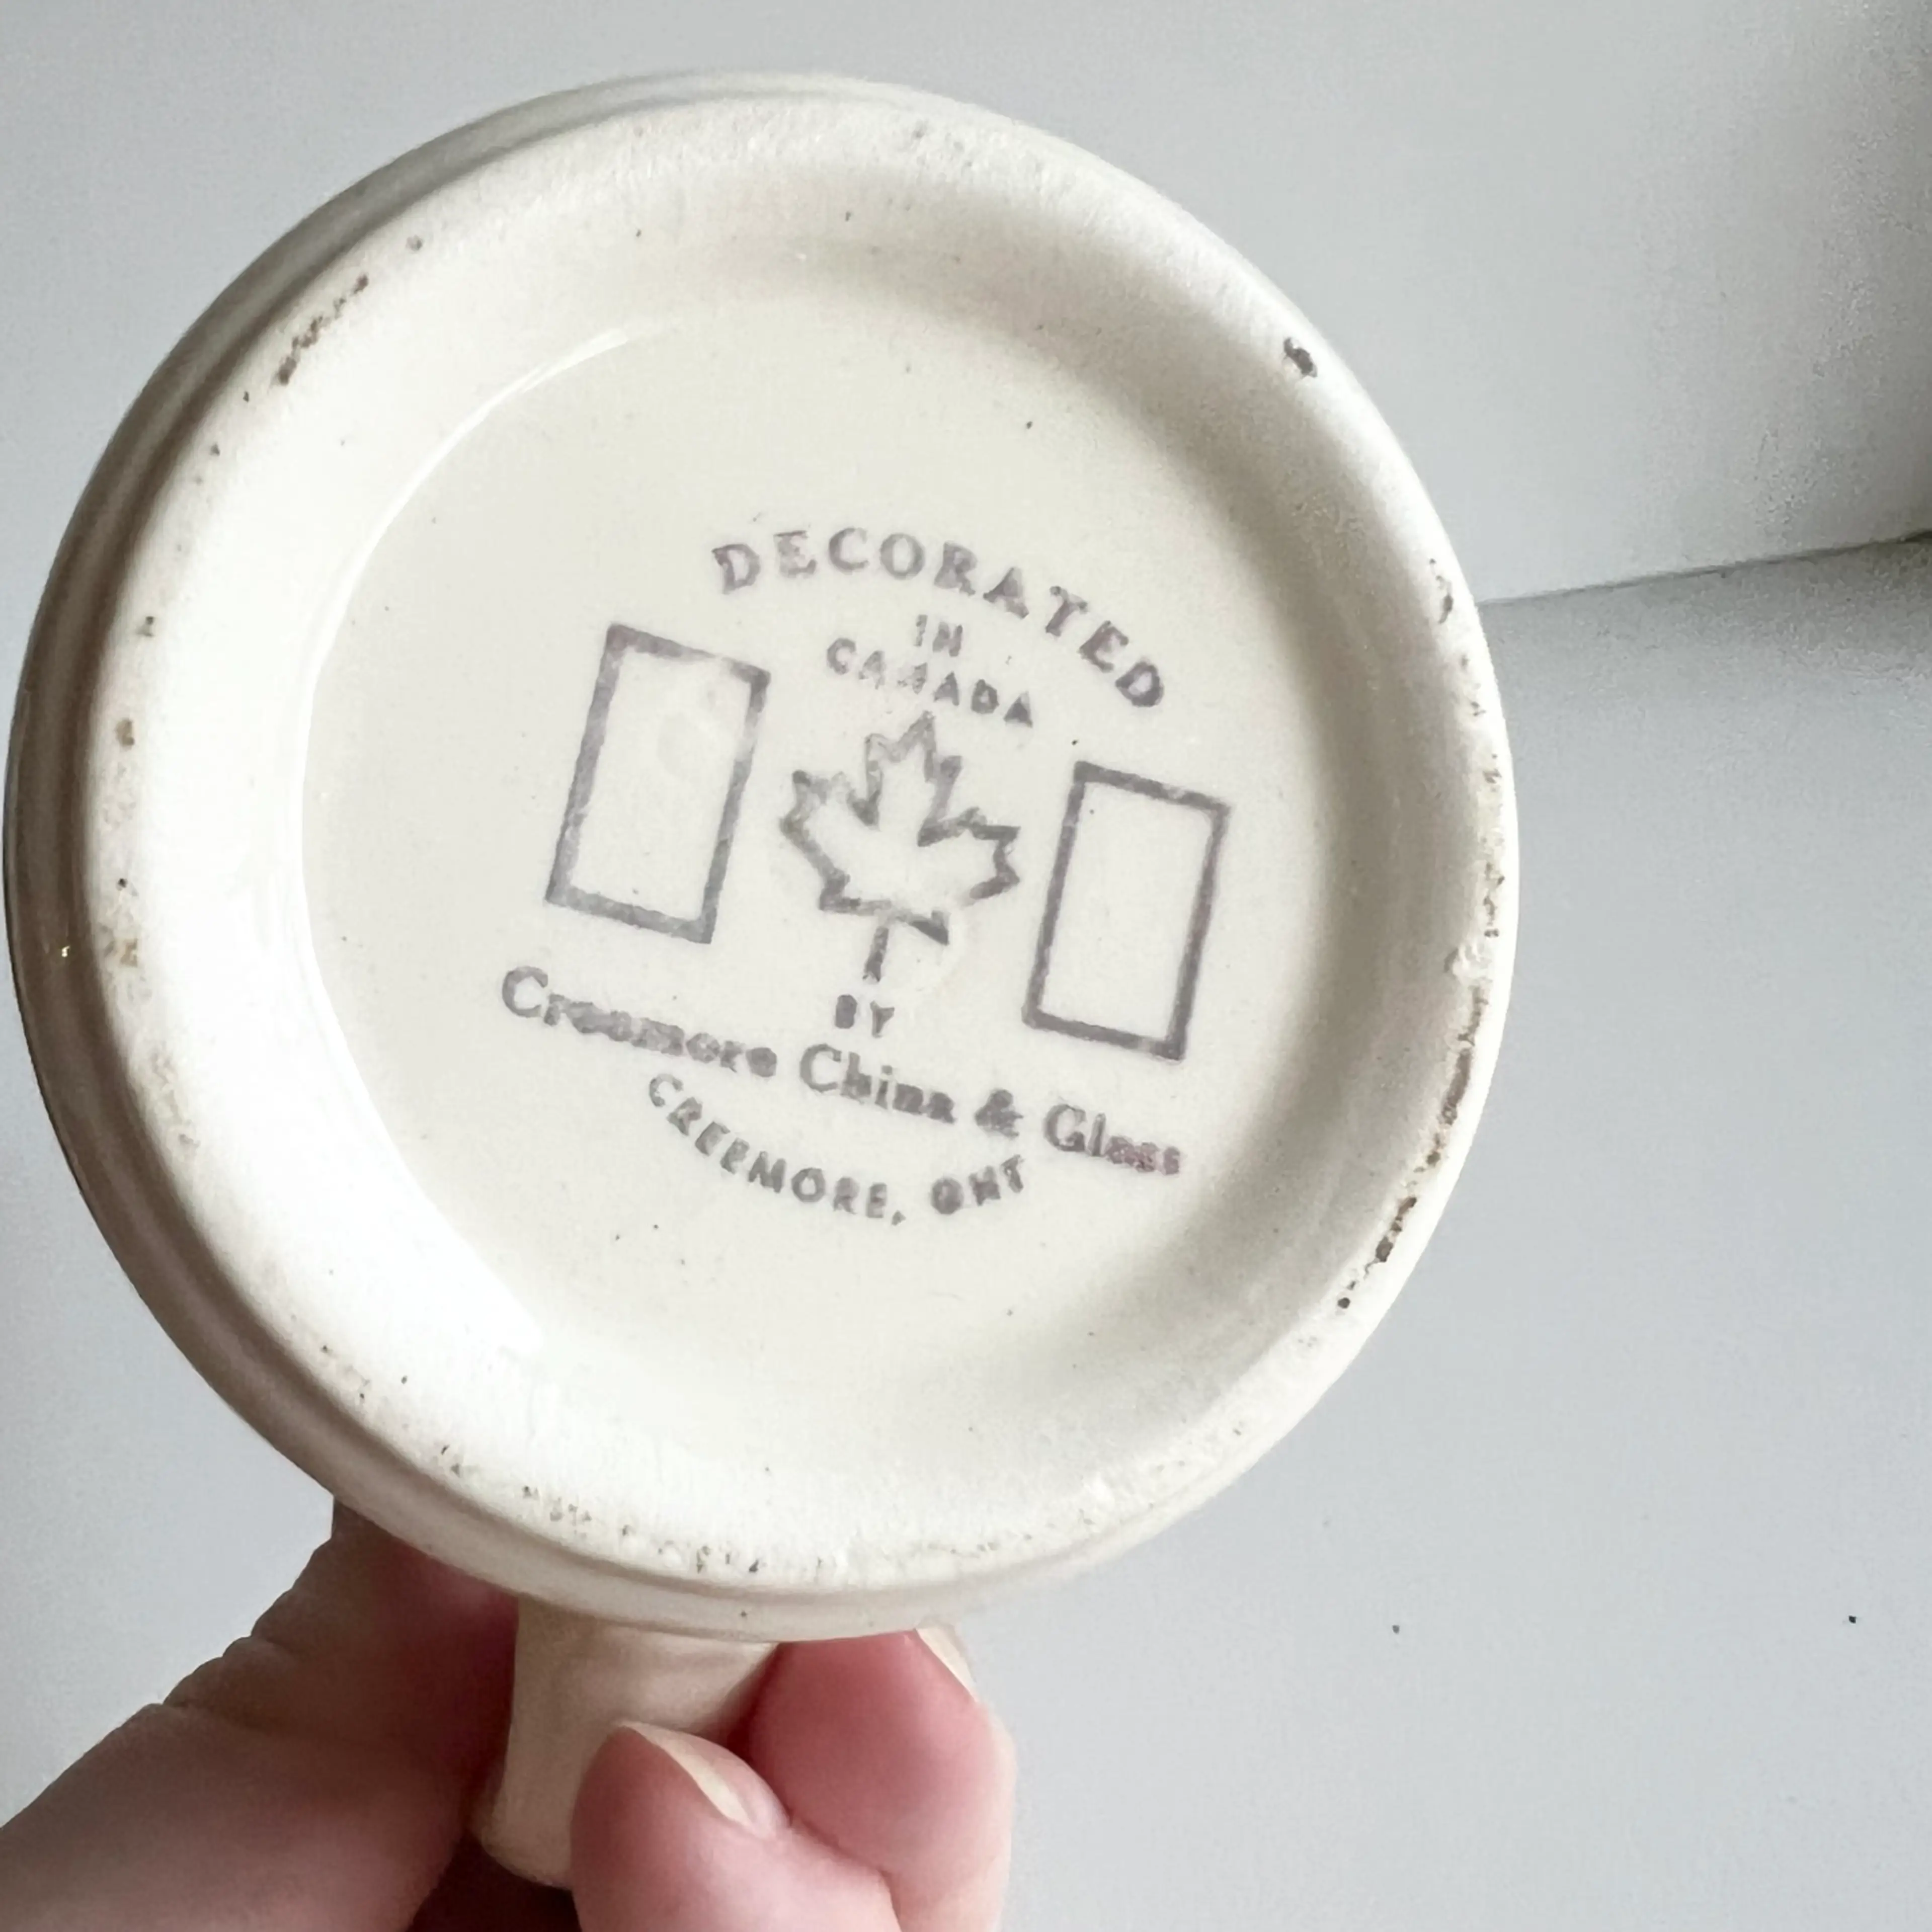 DECORATED
IN
CANADA
BY
Creemore China & Glass
CREEMORE, ONT